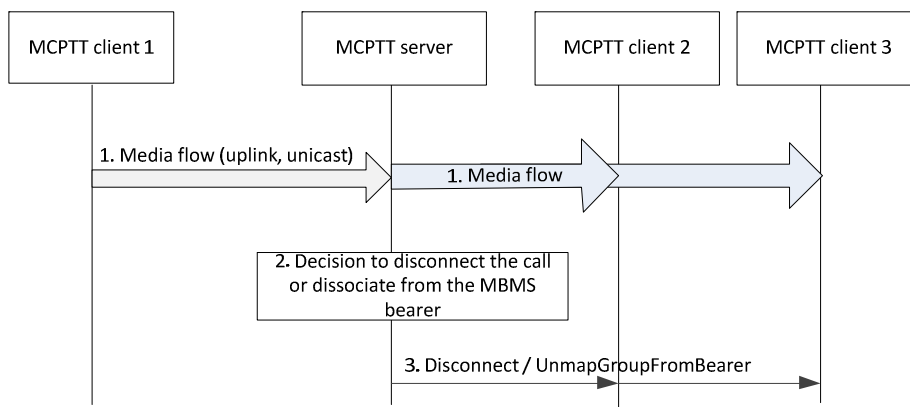 MCPTT client 1
MCPTT server
MCPTT client 2
MCPTT client 3
1. Media flow (uplink, unicast)
1. Media flow
2. Decision to disconnect the call
or dissociate from the MBMS
bearer
3. Disconnect / UnmapGroupFromBearer